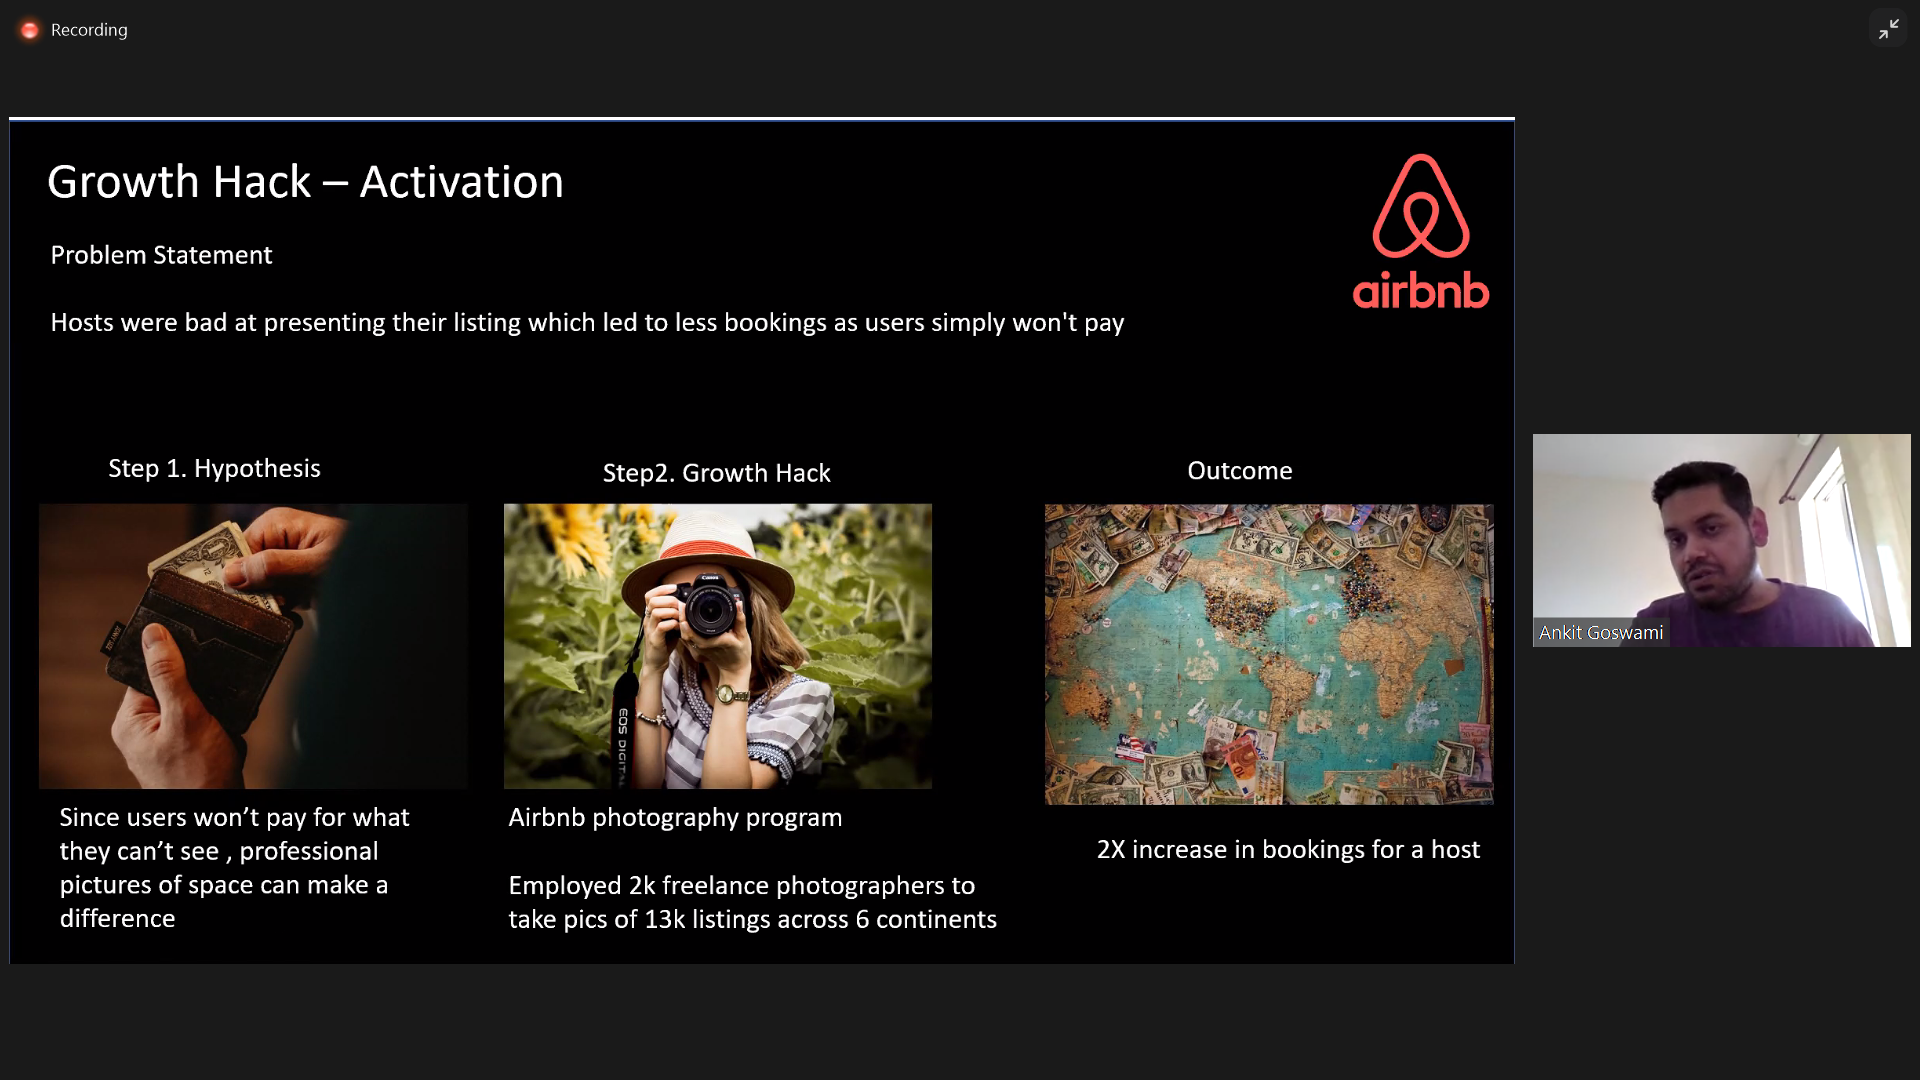 Recording
Growth Hack – Activation
airbnb
Problem Statement
Hosts were bad at presenting their listing which led to less bookings as users simply won't pay
Step 1. Hypothesis
Step2. Growth Hack
Outcome
Canon
EOS DIGITAL
Since users won’t pay for what
they can’t see , professional
pictures of space can make a
difference
Airbnb photography program
Employed 2k freelance photographers to
take pics of 13k listings across 6 continents
2X increase in bookings for a host
Ankit Goswami